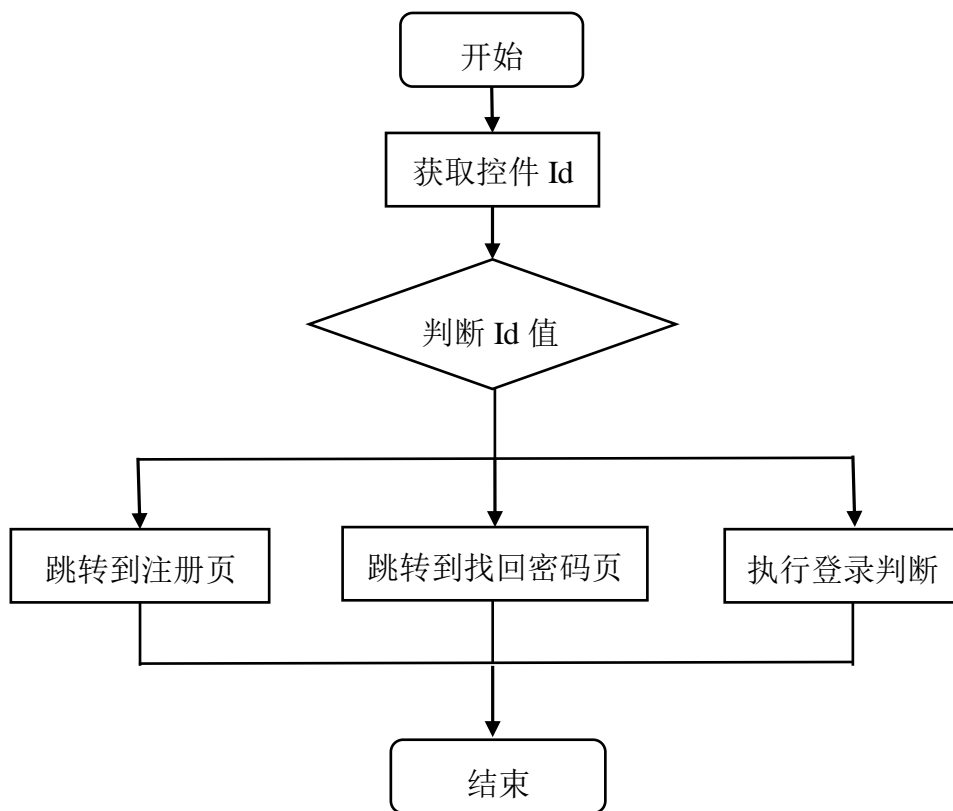 开始
获取控件 Id
判断 Id 值
跳转到注册页
跳转到找回密码页
执行登录判断
结束